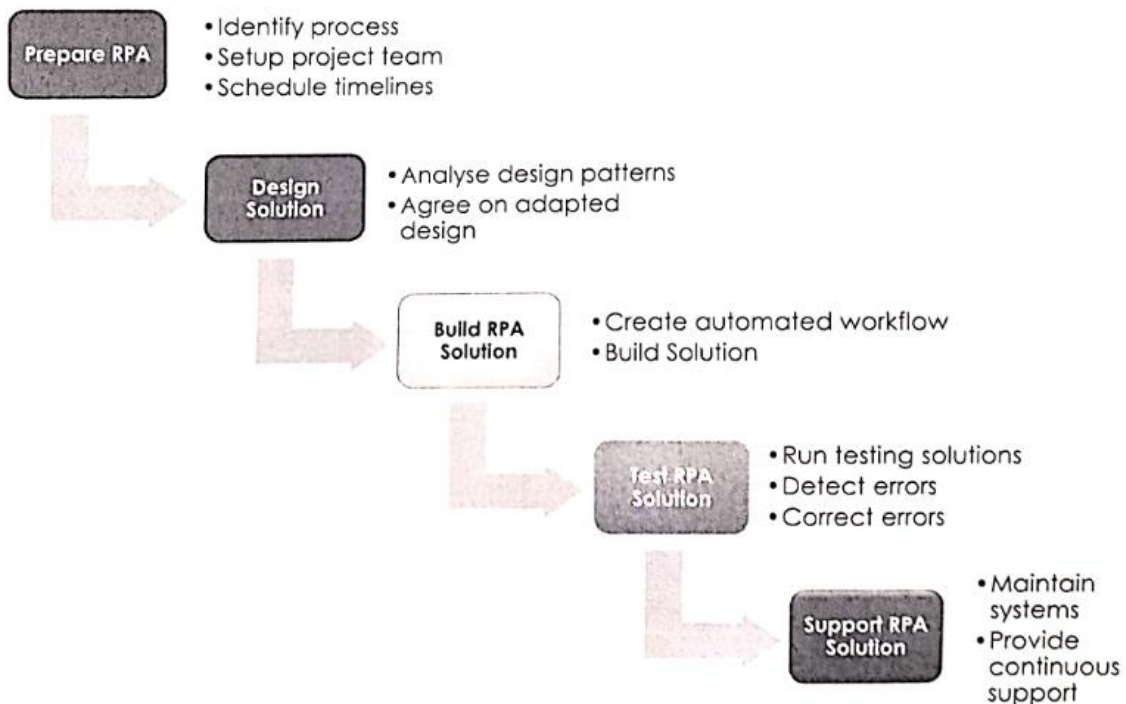 Prepare RPA
• Identify process
• Setup project team
• Schedule timelines
Design
Solution
• Analyse design patterns
• Agree on adapted
design
Build RPA
Solution
• Create automated workflow
• Build Solution
Test RPA
Solution
• Run testing solutions
• Detect errors
• Correct errors
Support RPA
Solution
• Maintain
systems
• Provide
continuous
support